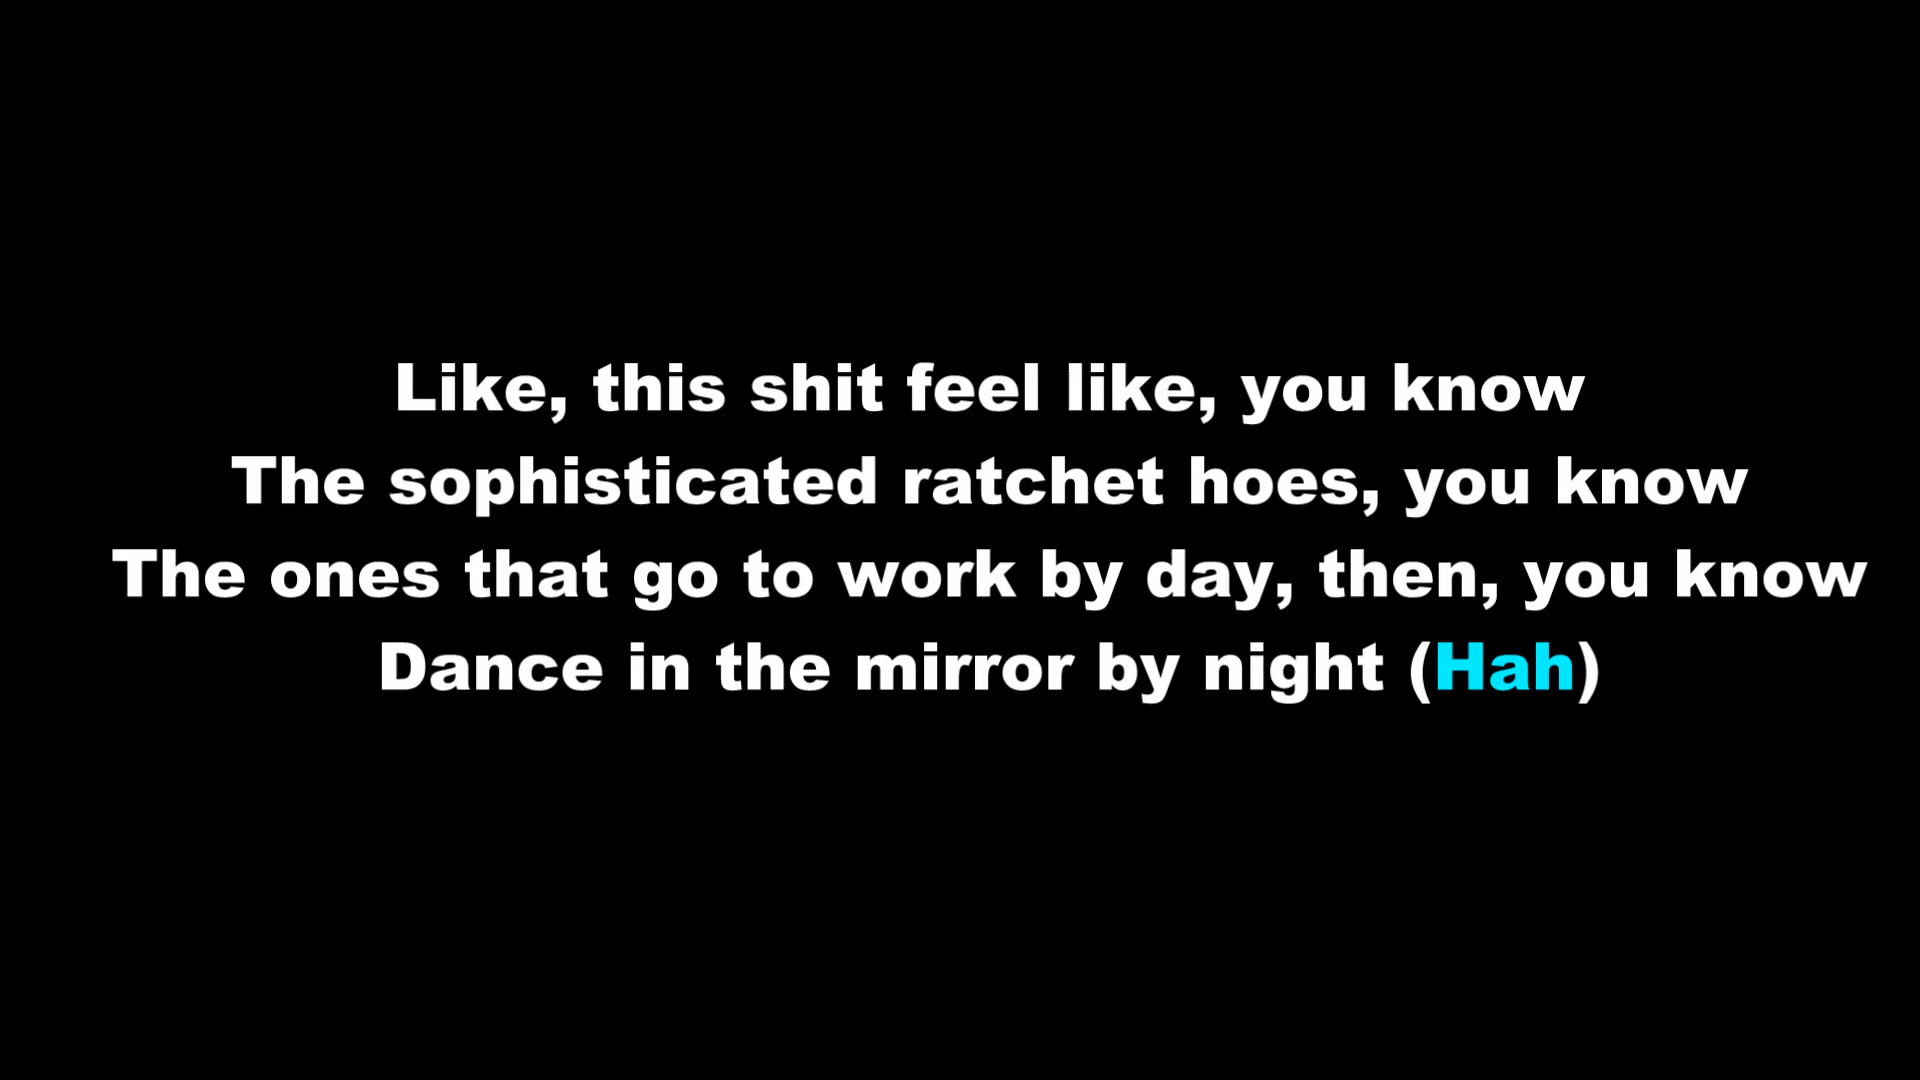 Like, this shit feel like, you know
The sophisticated ratchet hoes, you know
The ones that go to work by day, then, you know
Dance in the mirror by night (Hah)